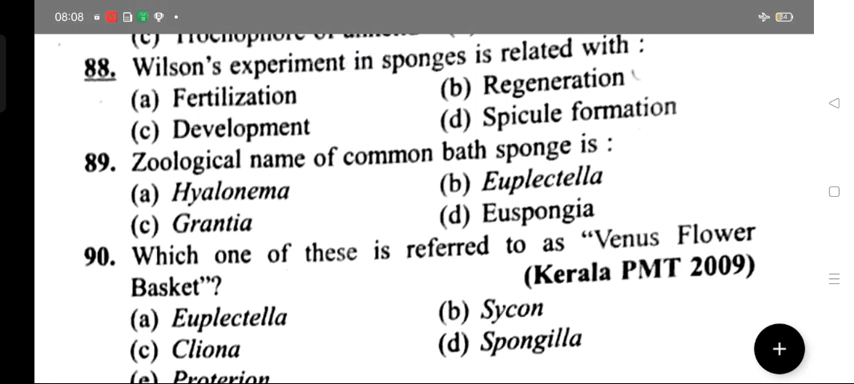 08:08
88. Wilson's experiment in sponges is related with :
(a) Fertilization (b) Regeneration
(c) Development (d) Spicule formation
89. Zoological name of common bath sponge is :
(a) Hyalonema (b) Euplectella
(c) Grantia (d) Euspongia
90. Which one of these is referred to as “Venus Flower
Basket”? (Kerala PMT 2009)
(a) Euplectella (b) Sycon
(c) Cliona (d) Spongilla
(e) Proterion